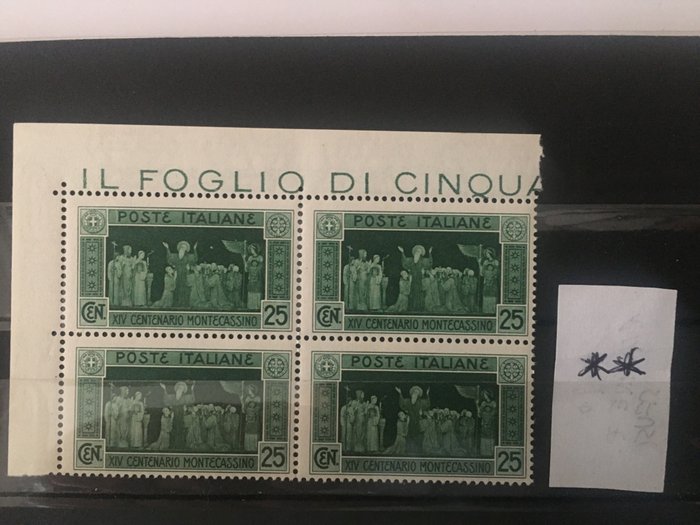 IL FOGLIO DI CINQUA
POSTE ITALIANE
CEN. 25
XIV CENTENARIO MONTECASSINO
POSTE ITALIANE
CEN. 25
XIV CENTENARIO MONTECASSINO
POSTE ITALIANE
CEN. 25
XIV CENTENARIO MONTECASSINO
POSTE ITALIANE
CEN. 25
XIV CENTENARIO MONTECASSINO
**